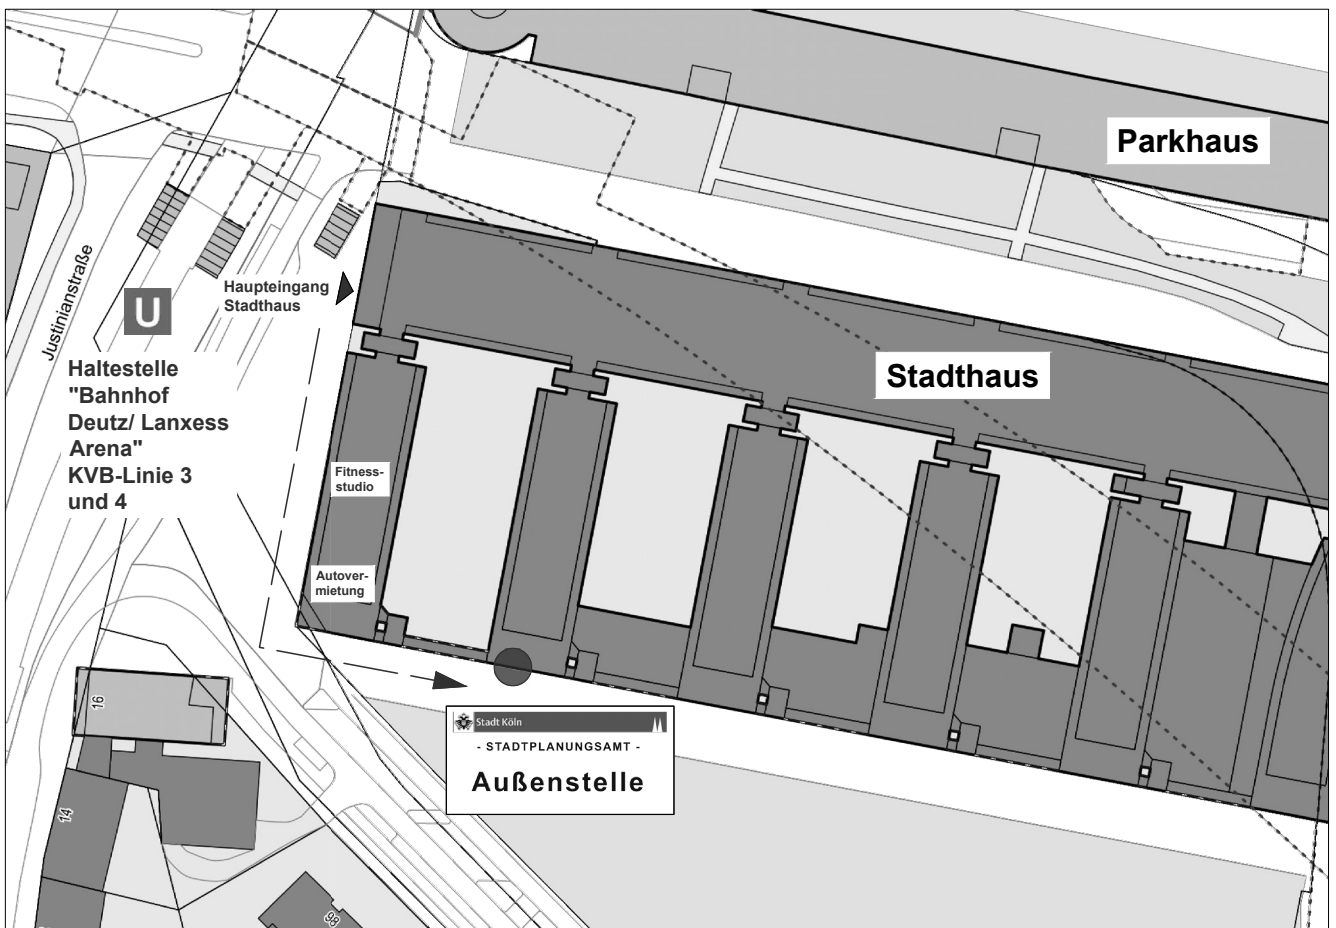 Parkhaus
Justinianstraße
Haupteingang
Stadthaus
U
Haltestelle
"Bahnhof
Deutz/ Lanxess
Arena"
KVB-Linie 3
und 4
Stadthaus
Fitness-
studio
Autover-
mietung
16
Stadt Köln
- STADTPLANUNGSAMT -
Außenstelle
14